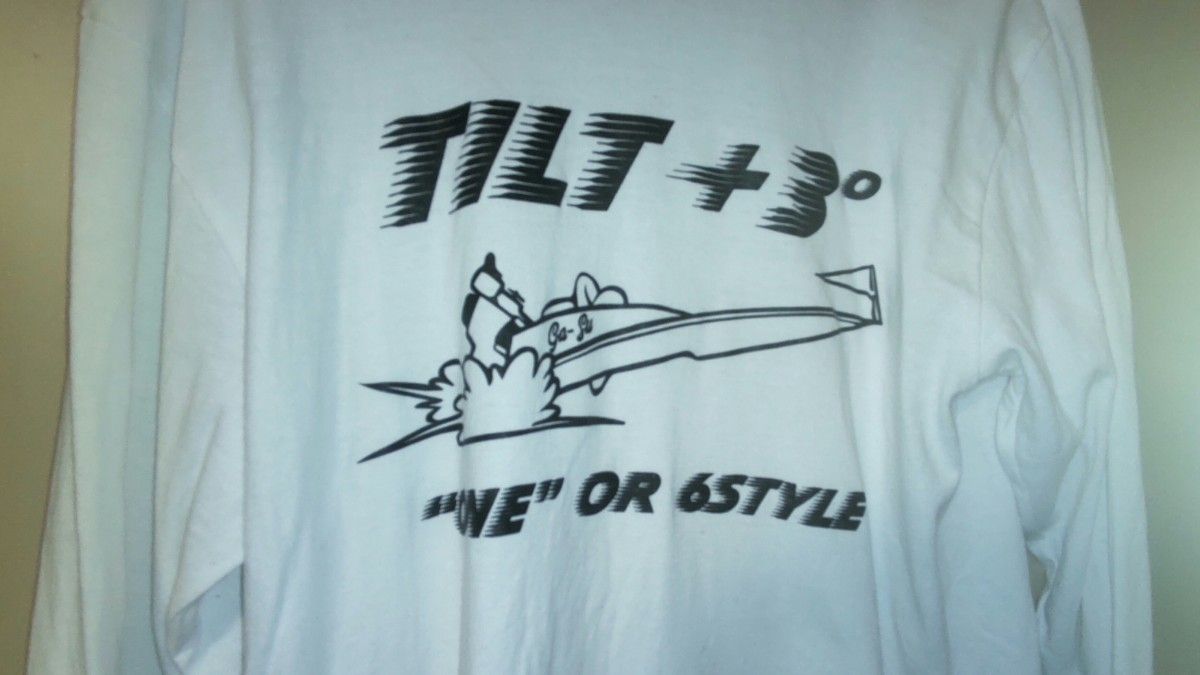 TILT +3°
"ONE" OR 6STYLE